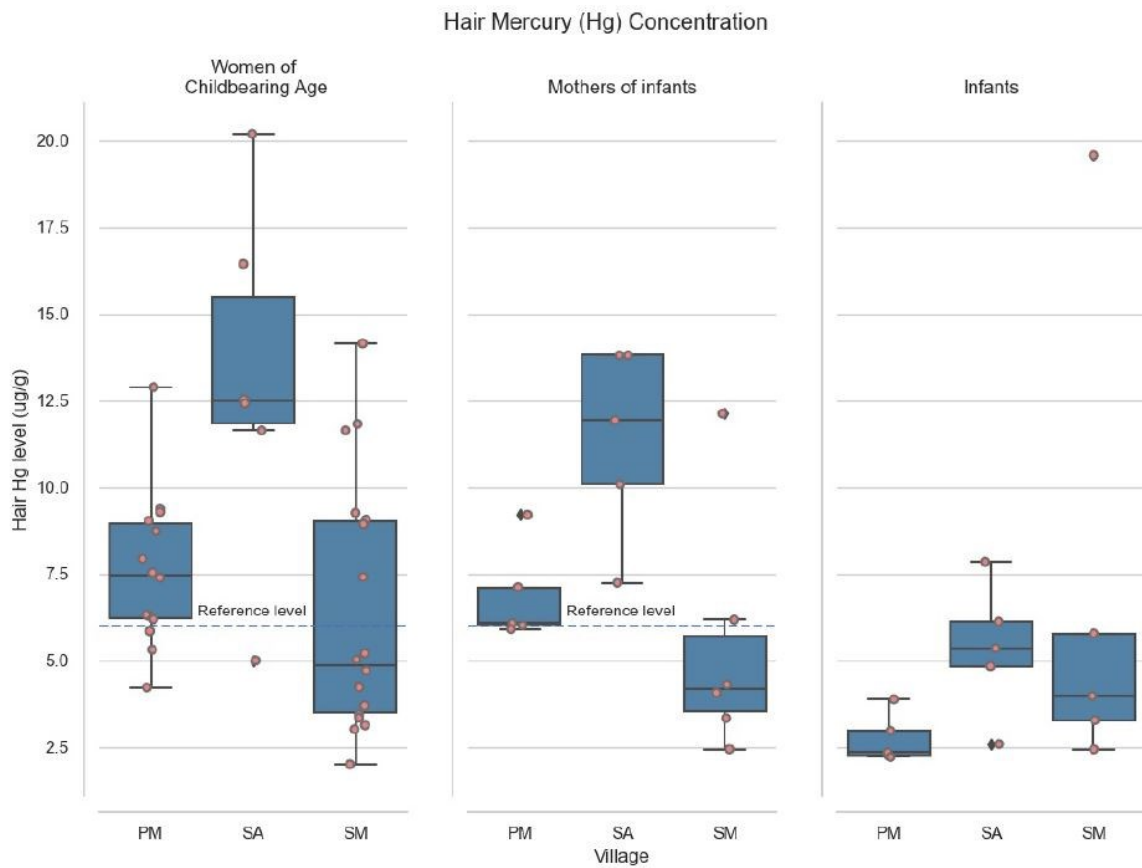 Hair Mercury (Hg) Concentration
Women of
Childbearing Age
Mothers of infants
Infants
Hair Hg level (ug/g)
20.0
17.5
15.0
12.5
10.0
7.5
5.0
2.5
Reference level
Reference level
PM SA SM
PM SA SM
PM SA SM
Village